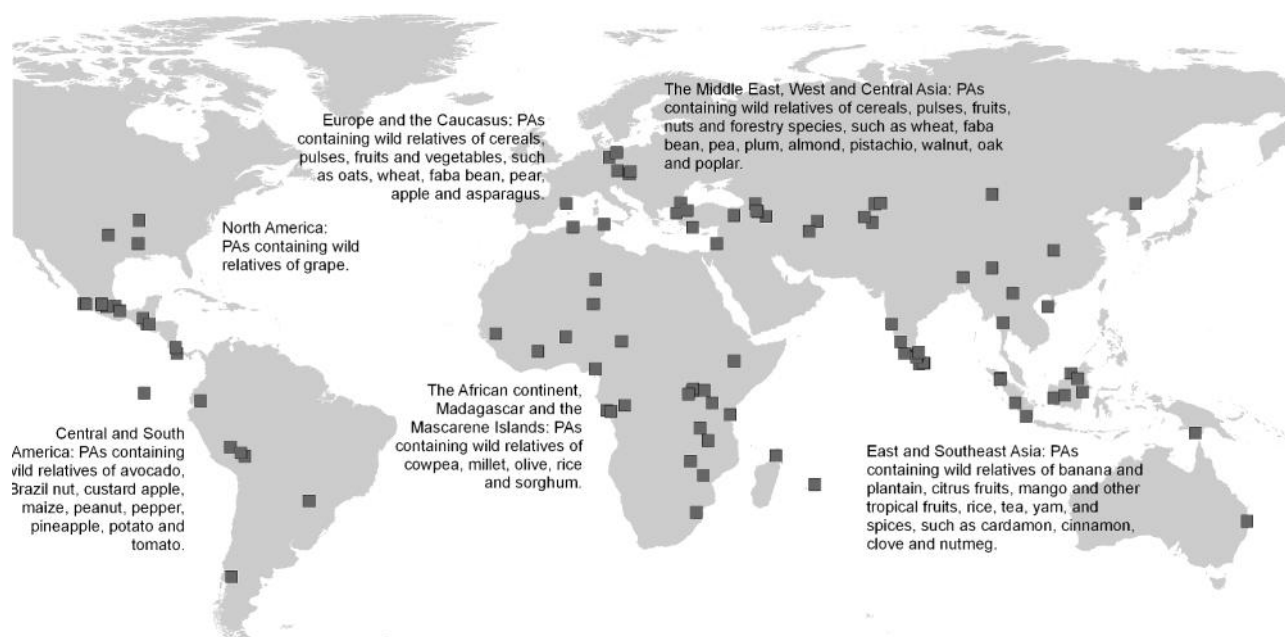 The Middle East, West and Central Asia: PAs
containing wild relatives of cereals, pulses, fruits,
nuts and forestry species, such as wheat, faba
bean, pea, plum, almond, pistachio, walnut, oak
and poplar.
Europe and the Caucasus: PAs
containing wild relatives of cereals,
pulses, fruits and vegetables, such
as oats, wheat, faba bean, pear,
apple and asparagus.
North America:
PAs containing wild
relatives of grape.
The African continent,
Madagascar and the
Mascarene Islands: PAs
containing wild relatives of
cowpea, millet, olive, rice
and sorghum.
Central and South
America: PAs containing
wild relatives of avocado,
Brazil nut, custard apple,
maize, peanut, pepper,
pineapple, potato and
tomato.
East and Southeast Asia: PAs
containing wild relatives of banana and
plantain, citrus fruits, mango and other
tropical fruits, rice, tea, yam, and
spices, such as cardamon, cinnamon,
clove and nutmeg.